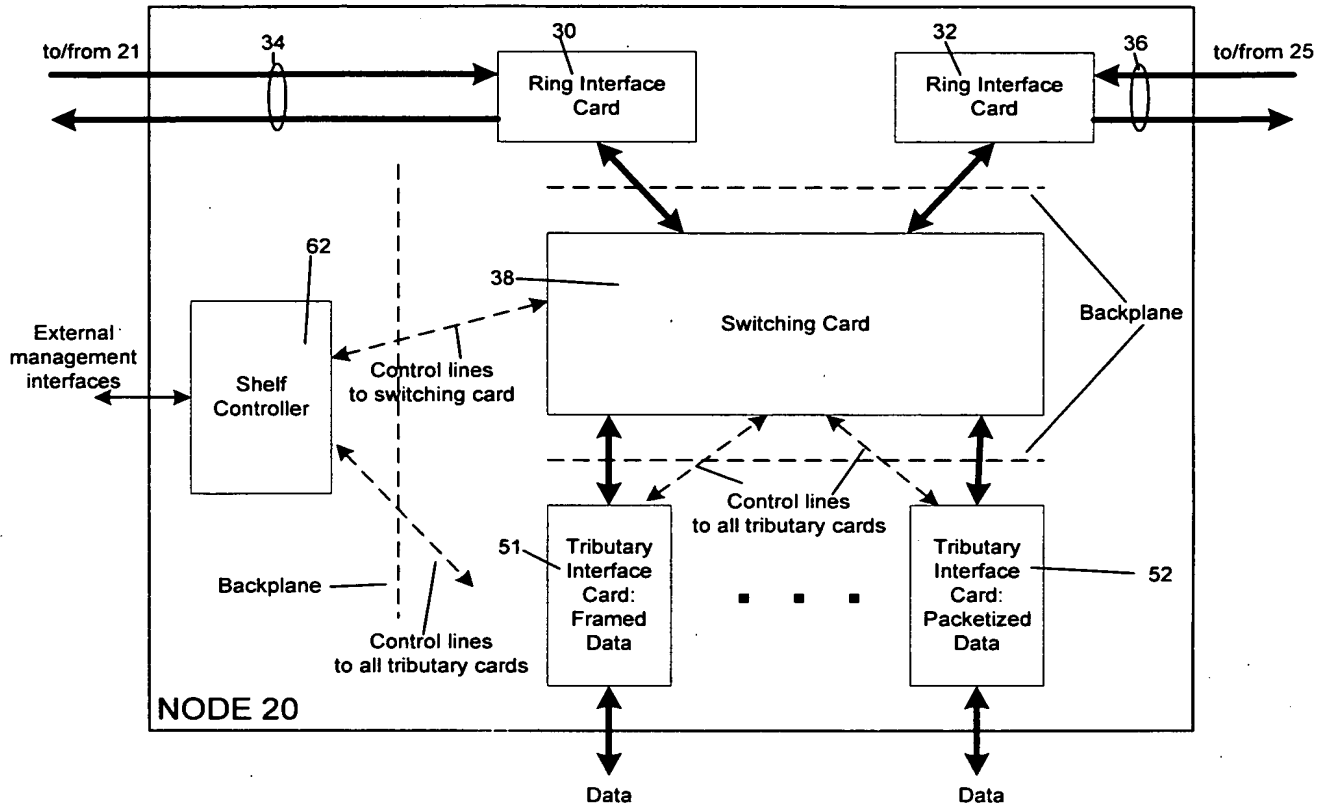 to/from 21
34
30
Ring Interface
Card
32
Ring Interface
Card
36
to/from 25
62
38
Switching Card
Backplane
External
management
interfaces
Shelf
Controller
Control lines
to switching card
Control lines
to all tributary cards
51
Tributary
Interface
Card:
Framed
Data
Tributary
Interface
Card:
Packetized
Data
52
Backplane
Control lines
to all tributary cards
NODE 20
Data
Data